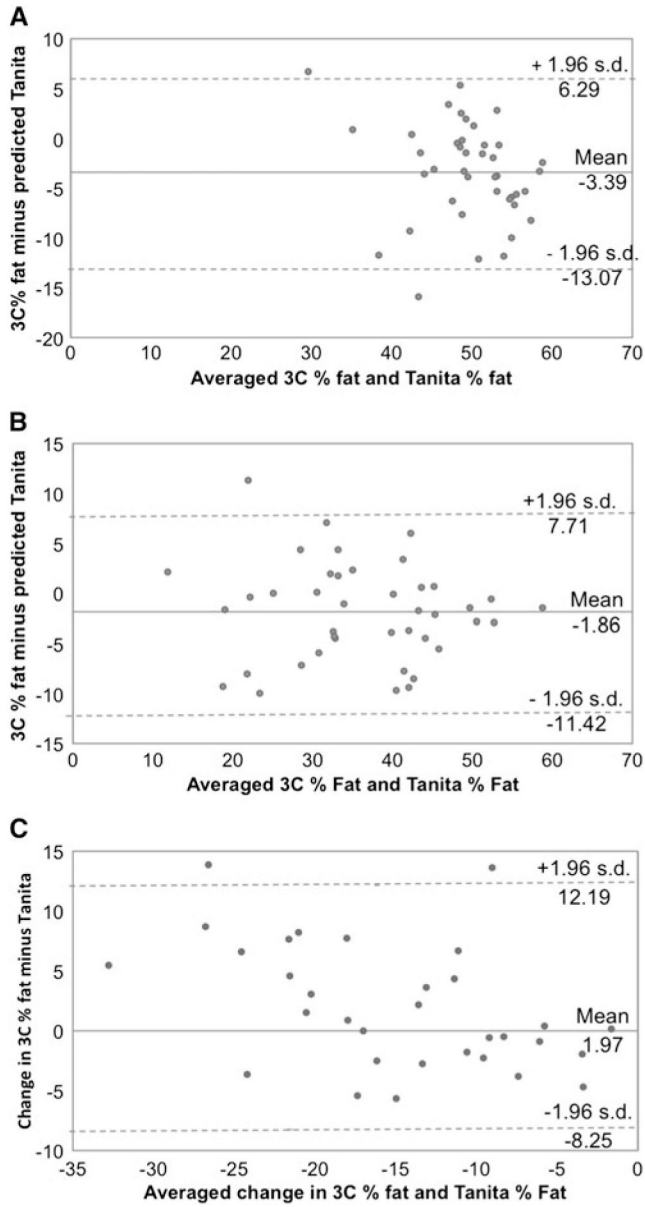 A
10
5
0
-5
-10
-15
-20
3C% fat minus predicted Tanita
+ 1.96 s.d.
6.29
Mean
-3.39
- 1.96 s.d.
-13.07
0 10 20 30 40 50 60 70
Averaged 3C % fat and Tanita % fat
B
15
10
5
0
-5
-10
-15
3C % fat minus predicted Tanita
+1.96 s.d.
7.71
Mean
-1.86
- 1.96 s.d.
-11.42
0 10 20 30 40 50 60 70
Averaged 3C % Fat and Tanita % Fat
C
15
10
5
0
-5
-10
Change in 3C % fat minus Tanita
+1.96 s.d.
12.19
Mean
1.97
-1.96 s.d.
-8.25
-35 -30 -25 -20 -15 -10 -5 0
Averaged change in 3C % fat and Tanita % Fat